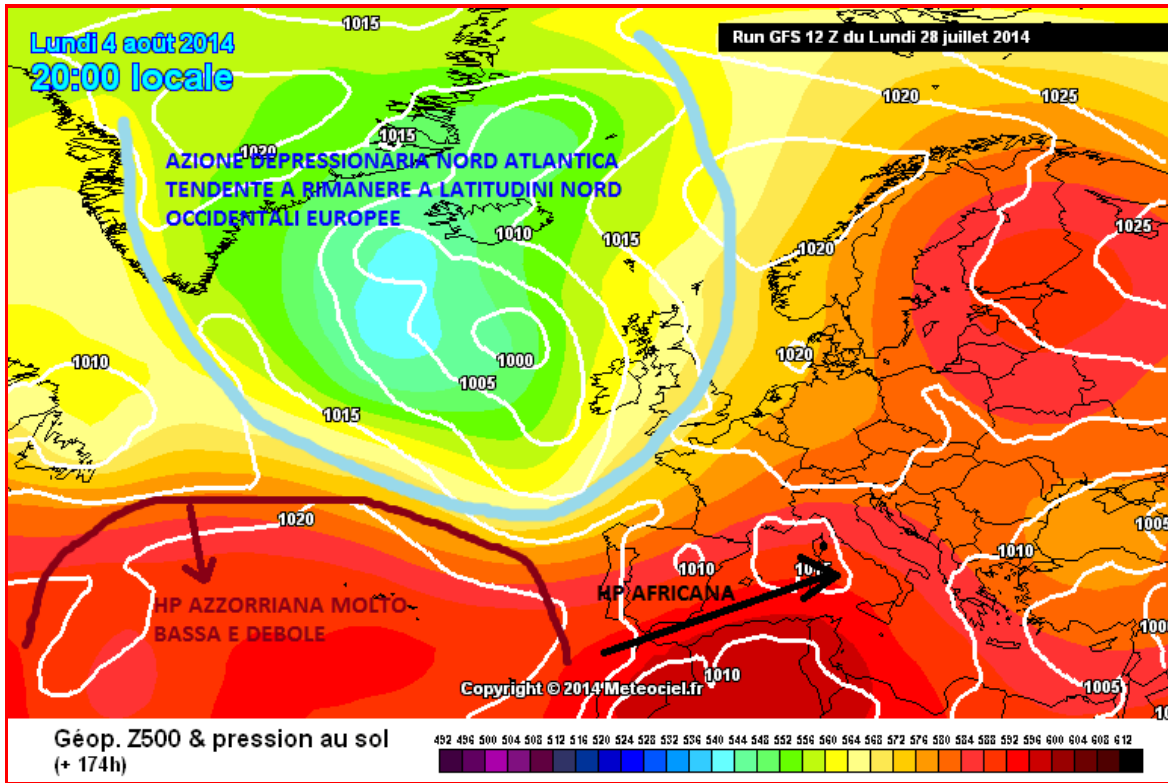 1015
Lundi 4 août 2014
20:00 locale
Run GFS 12 Z du Lundi 28 juillet 2014
1020
1025
1015
1020
AZIONE DEPRESSIONARIA NORD ATLANTICA
TENDENTE A RIMANERE A LATITUDINI NORD
OCCIDENTALI EUROPEE
1010
1015
1020
1025
1000
1020
1010
1005
1015
1020
1005
1010
1010
1015
HP AFRICANA
HP AZZORRIANA MOLTO
BASSA E DEBOLE
1010
1005
Copyright © 2014 Meteociel.fr
Géop. Z500 & pression au sol
(+ 174h)
492 496 500 504 508 512 516 520 524 528 532 536 540 544 548 552 556 560 564 568 572 576 580 584 588 592 596 600 604 608 612